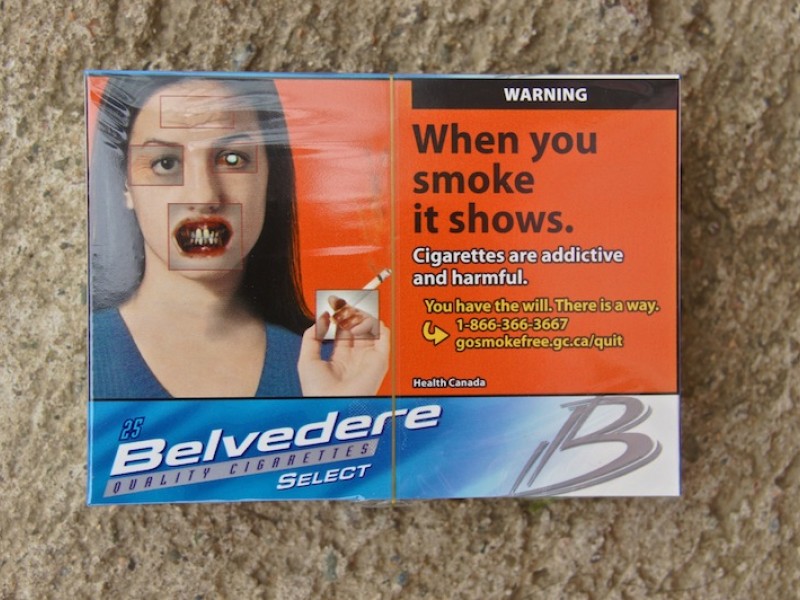 WARNING
When you
smoke
it shows.
Cigarettes are addictive
and harmful.
You have the will. There is a way.
1-866-366-3667
gosmokefree.gc.ca/quit
Health Canada
25
Belvedere
QUALITY CIGARETTES
SELECT
B